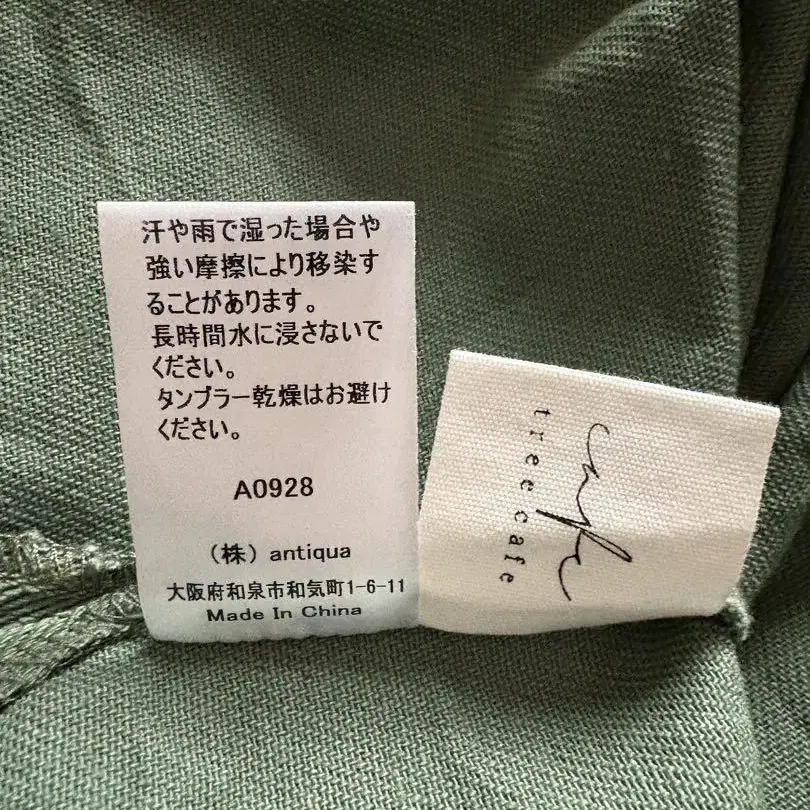 汗や雨で湿った場合や
強い摩擦により移染す
ることがあります。
長時間水に浸さないで
ください。
タンブラー乾燥はお避け
ください。
A0928
（株）antiqua
大阪府和泉市和気町1-6-11
Made In China
tree cafe